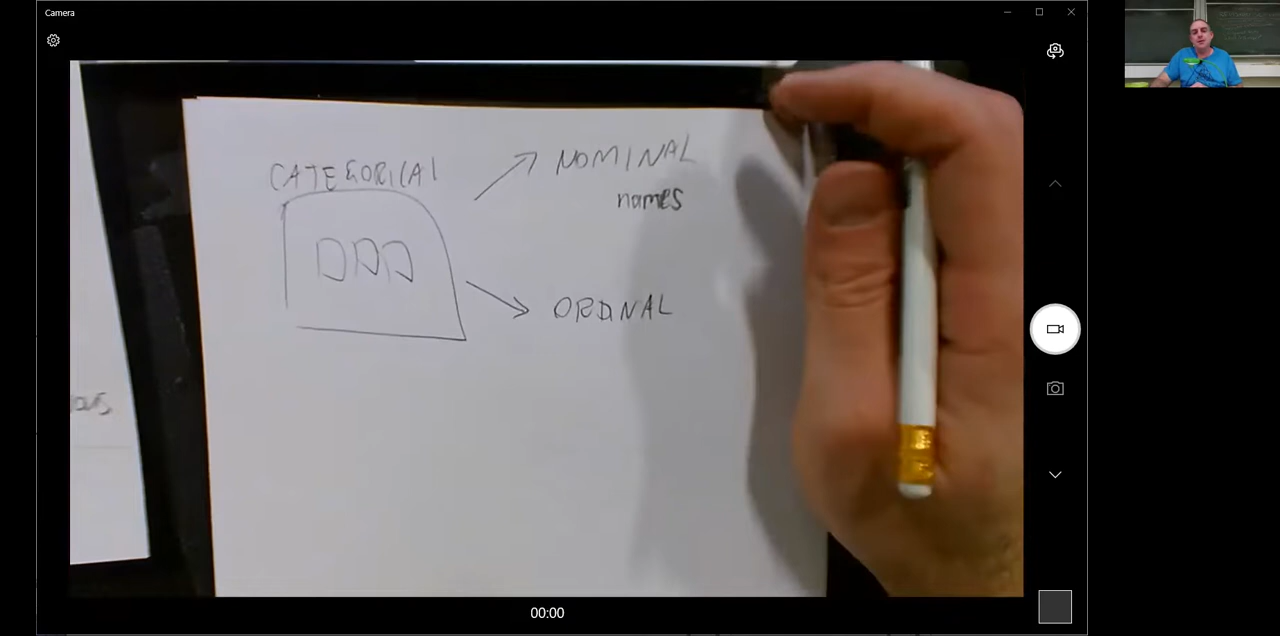 Camera
CATEGORICAL
NOMINAL
names
ORDINAL
00:00